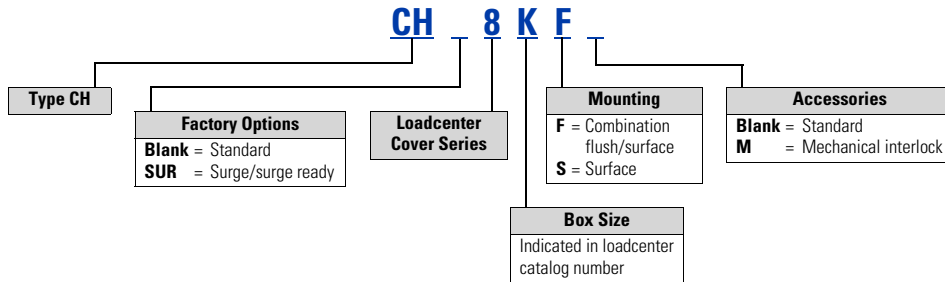 CH _ 8 K F _
Type CH
Factory Options
Blank = Standard
SUR = Surge/surge ready
Loadcenter
Cover Series
Mounting
F = Combination
flush/surface
S = Surface
Accessories
Blank = Standard
M = Mechanical interlock
Box Size
Indicated in loadcenter
catalog number